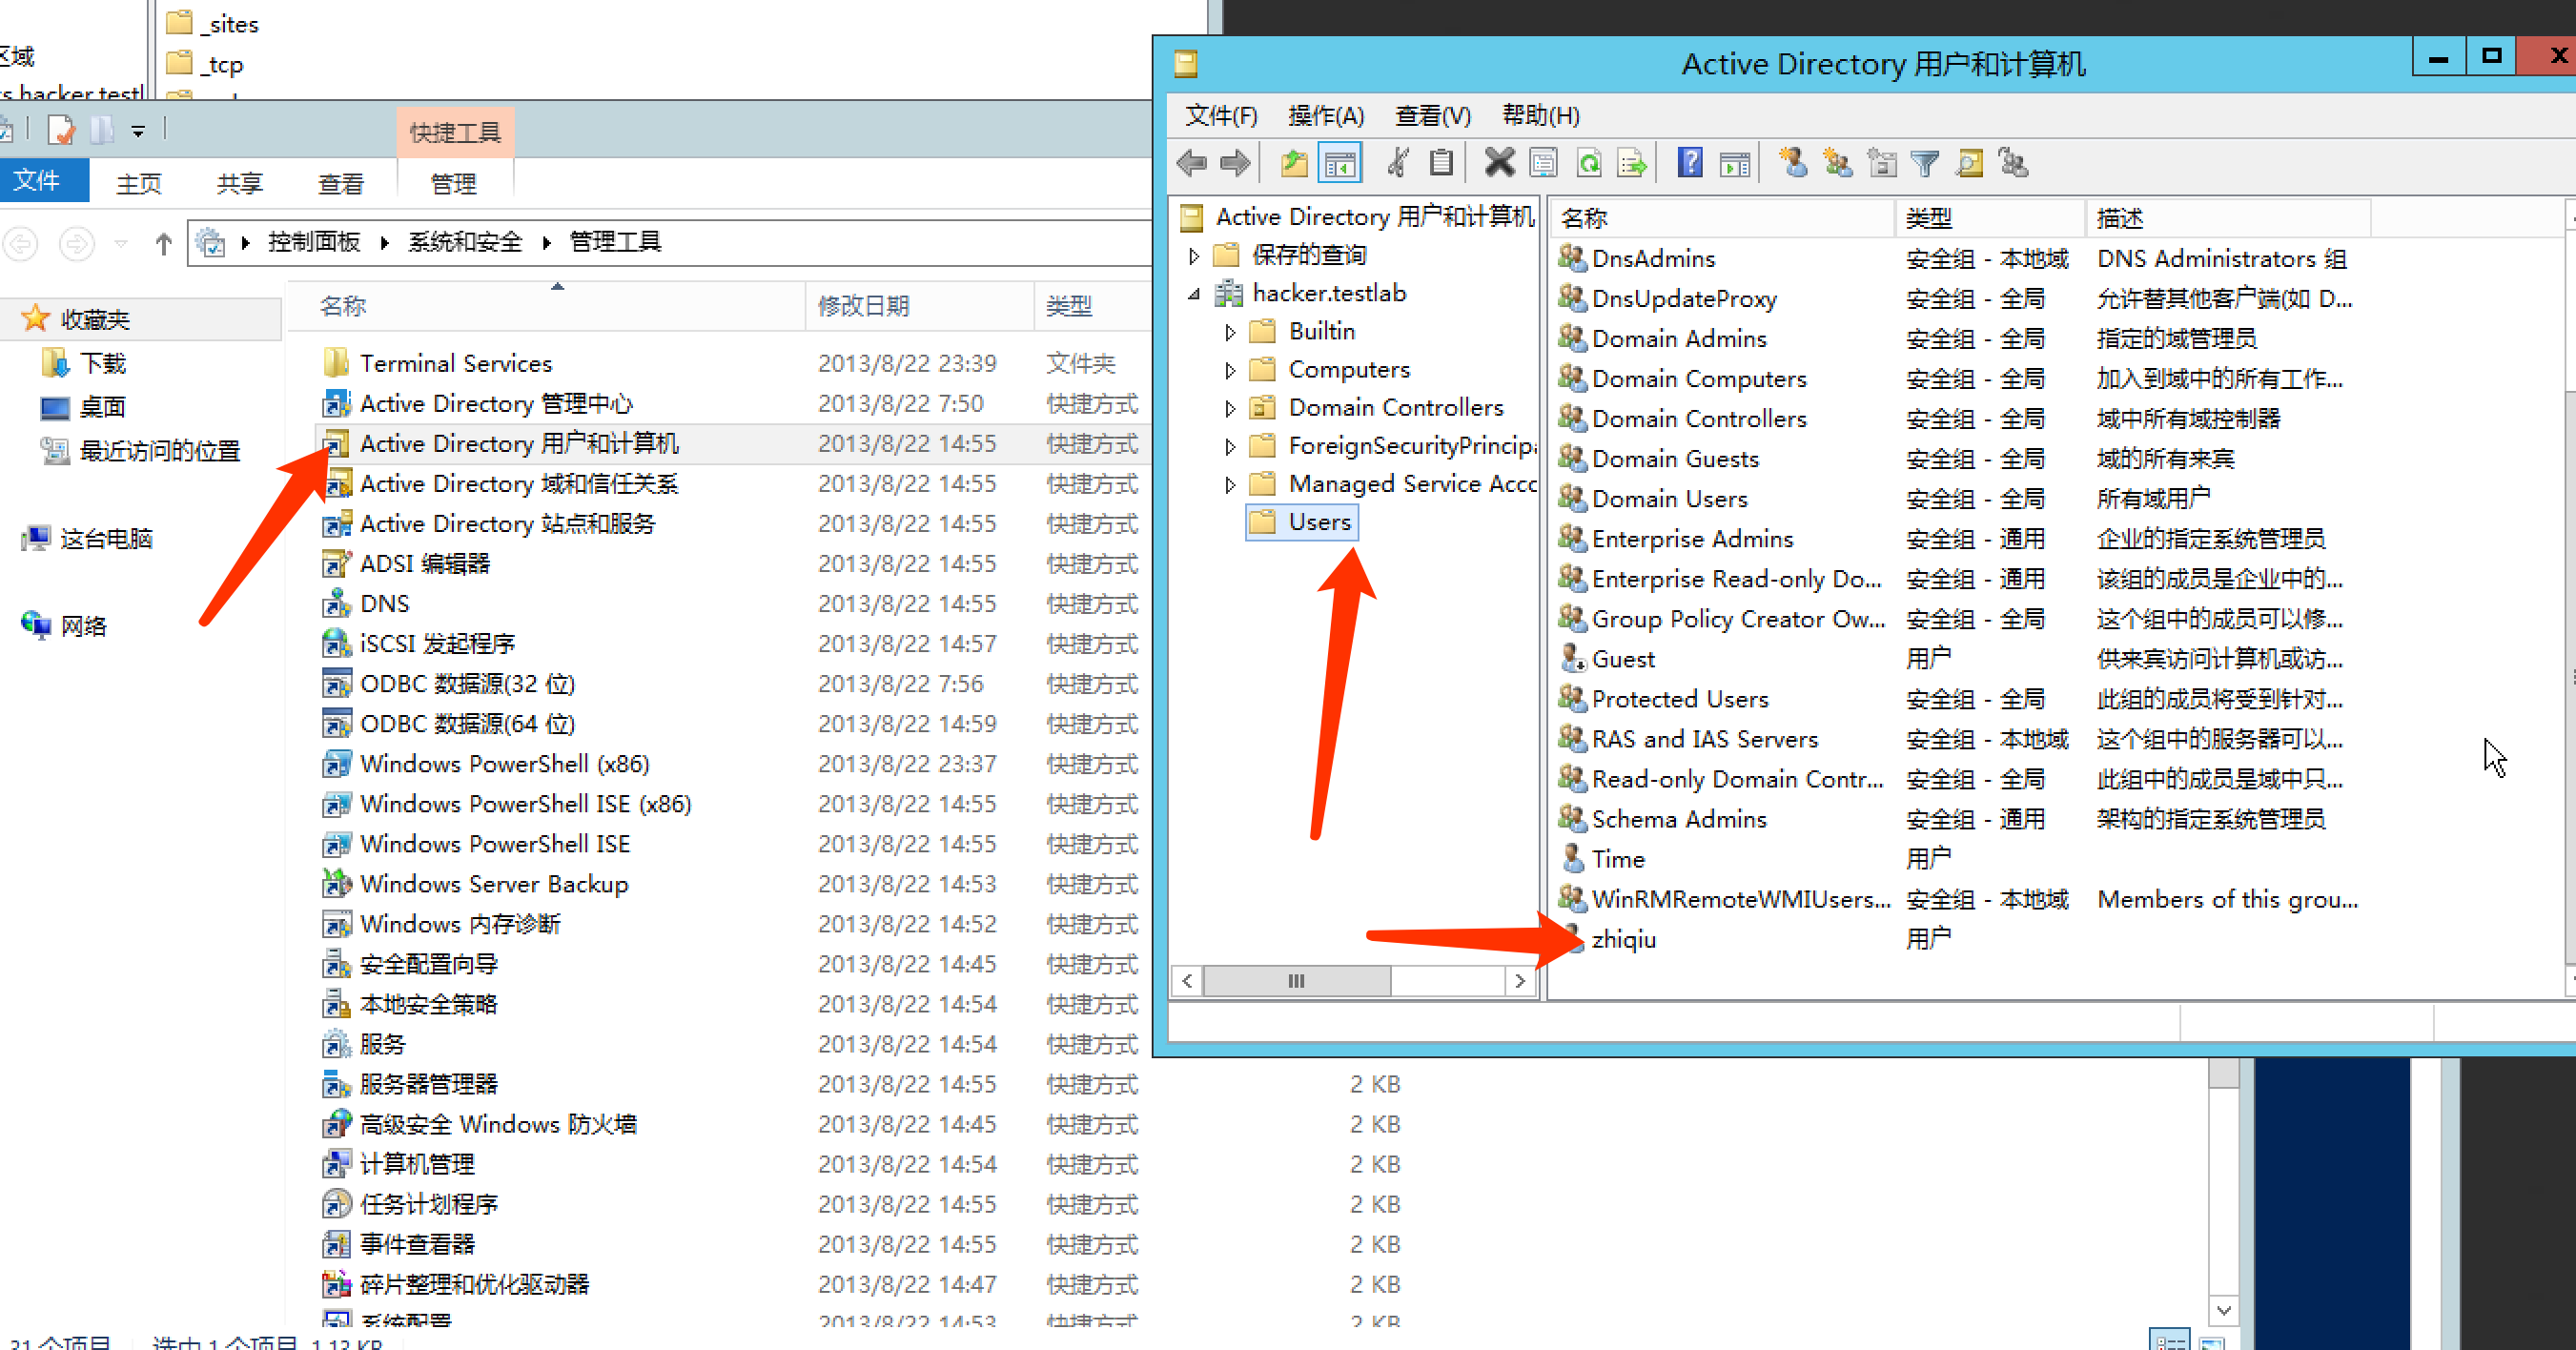 _sites
_tcp
区域
hacker.testl
快捷工具
文件
主页
共享
查看
管理
控制面板
系统和安全
管理工具
收藏夹
下载
桌面
最近访问的位置
这台电脑
网络
名称 修改日期 类型
Terminal Services 2013/8/22 23:39 文件夹
Active Directory 管理中心 2013/8/22 7:50 快捷方式
Active Directory 用户和计算机 2013/8/22 14:55 快捷方式
Active Directory 域和信任关系 2013/8/22 14:55 快捷方式
Active Directory 站点和服务 2013/8/22 14:55 快捷方式
ADSI 编辑器 2013/8/22 14:55 快捷方式
DNS 2013/8/22 14:55 快捷方式
iSCSI 发起程序 2013/8/22 14:57 快捷方式
ODBC 数据源(32 位) 2013/8/22 7:56 快捷方式
ODBC 数据源(64 位) 2013/8/22 14:59 快捷方式
Windows PowerShell (x86) 2013/8/22 23:37 快捷方式
Windows PowerShell ISE (x86) 2013/8/22 14:55 快捷方式
Windows PowerShell ISE 2013/8/22 14:55 快捷方式
Windows Server Backup 2013/8/22 14:53 快捷方式
Windows 内存诊断 2013/8/22 14:52 快捷方式
安全配置向导 2013/8/22 14:45 快捷方式
本地安全策略 2013/8/22 14:54 快捷方式
服务 2013/8/22 14:54 快捷方式
服务器管理器 2013/8/22 14:55 快捷方式 2 KB
高级安全 Windows 防火墙 2013/8/22 14:45 快捷方式 2 KB
计算机管理 2013/8/22 14:54 快捷方式 2 KB
任务计划程序 2013/8/22 14:55 快捷方式 2 KB
事件查看器 2013/8/22 14:55 快捷方式 2 KB
碎片整理和优化驱动器 2013/8/22 14:47 快捷方式 2 KB
系统配置 2013/8/22 14:53 快捷方式 2 KB
31 个项目 选中 1 个项目 1.13 KB
Active Directory 用户和计算机
文件(F) 操作(A) 查看(V) 帮助(H)
Active Directory 用户和计算机
保存的查询
hacker.testlab
Builtin
Computers
Domain Controllers
ForeignSecurityPrincipa
Managed Service Acco
Users
名称 类型 描述
DnsAdmins 安全组 - 本地域 DNS Administrators 组
DnsUpdateProxy 安全组 - 全局 允许替其他客户端(如 D...
Domain Admins 安全组 - 全局 指定的域管理员
Domain Computers 安全组 - 全局 加入到域中的所有工作...
Domain Controllers 安全组 - 全局 域中所有域控制器
Domain Guests 安全组 - 全局 域的所有来宾
Domain Users 安全组 - 全局 所有域用户
Enterprise Admins 安全组 - 通用 企业的指定系统管理员
Enterprise Read-only Do... 安全组 - 通用 该组的成员是企业中的...
Group Policy Creator Ow... 安全组 - 全局 这个组中的成员可以修...
Guest 用户 供来宾访问计算机或访...
Protected Users 安全组 - 全局 此组的成员将受到针对...
RAS and IAS Servers 安全组 - 本地域 这个组中的服务器可以...
Read-only Domain Contr... 安全组 - 全局 此组中的成员是域中只...
Schema Admins 安全组 - 通用 架构的指定系统管理员
Time 用户
WinRMRemoteWMIUsers... 安全组 - 本地域 Members of this grou...
zhiqiu 用户